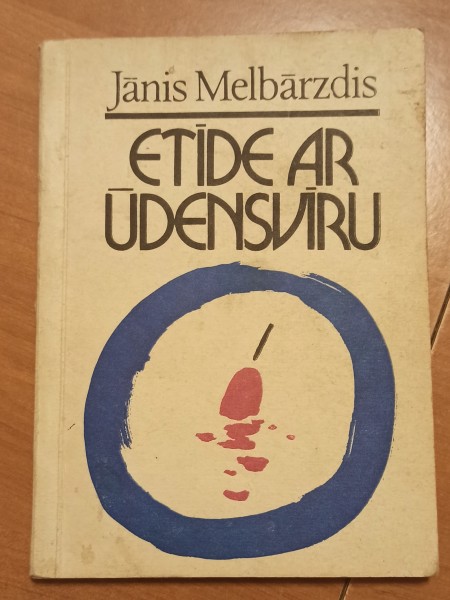 Jānis Melbārzdis
ETĪDE AR
ŪDENSVĪRU